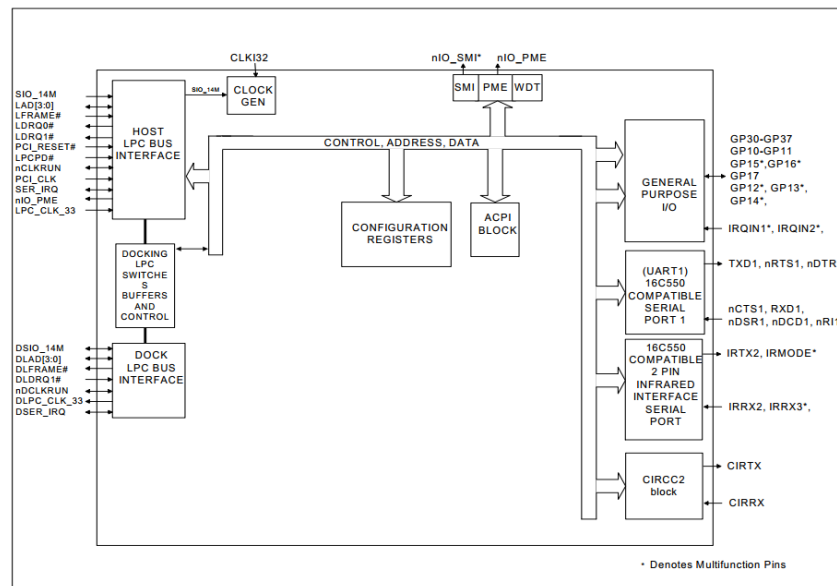 CLKI32
nIO_SMI*
nIO_PME
SMI
PME
WDT
SIO_14M
CLOCK
GEN
SIO_14M
LAD[3:0]
LFRAME#
LDRQ0#
LDRQ1#
PCI_RESET#
LPCPD#
nCLKRUN
PCI_CLK
SER_IRQ
nIO_PME
LPC_CLK_33
HOST
LPC BUS
INTERFACE
CONTROL, ADDRESS, DATA
CONFIGURATION
REGISTERS
ACPI
BLOCK
GENERAL
PURPOSE
I/O
GP30-GP37
GP10-GP11
GP15*,GP16*
GP17
GP12*, GP13*,
GP14*,
IRQIN1*, IRQIN2*,
DOCKING
LPC
SWITCHE
S
BUFFERS
AND
CONTROL
(UART1)
16C550
COMPATIBLE
SERIAL
PORT 1
TXD1, nRTS1, nDTR
nCTS1, RXD1,
nDSR1, nDCD1, nRI1
DSIO_14M
DLAD[3:0]
DLFRAME#
DLDRQ1#
nDCLKRUN
DLPC_CLK_33
DSER_IRQ
DOCK
LPC BUS
INTERFACE
16C550
COMPATIBLE
2 PIN
INFRARED
INTERFACE
SERIAL
PORT
IRTX2, IRMODE*
IRRX2, IRRX3*,
CIRCC2
block
CIRTX
CIRRX
* Denotes Multifunction Pins